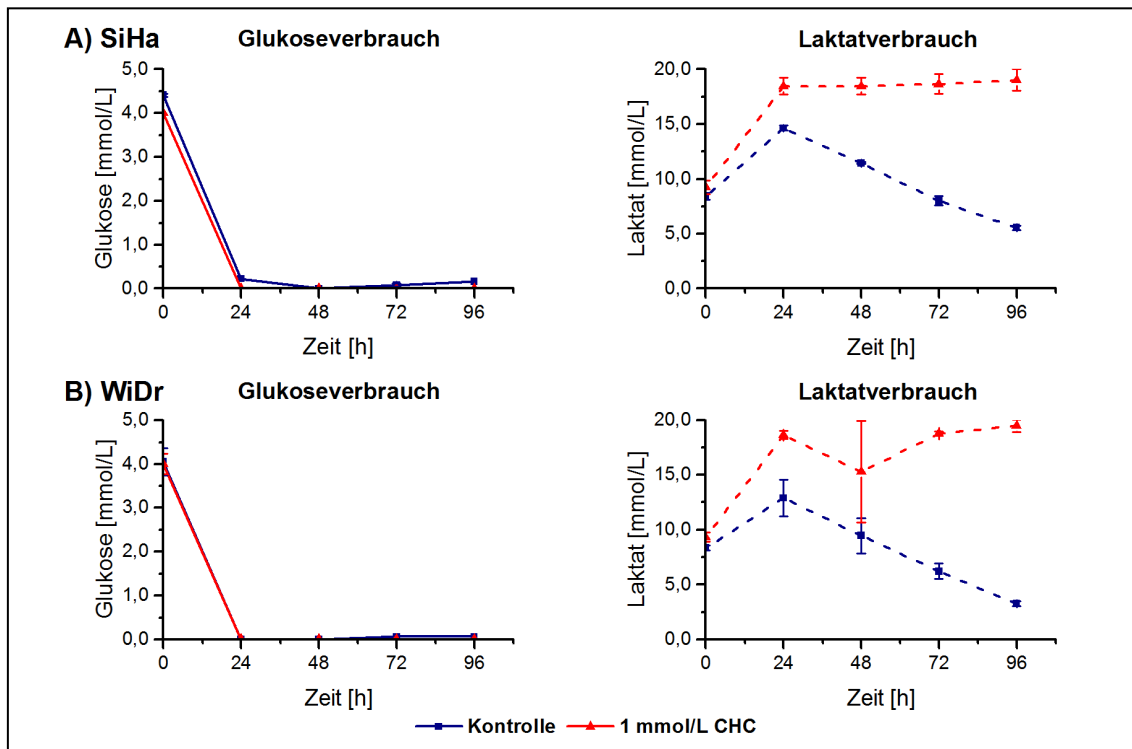 A) SiHa
Glukoseverbrauch
Laktatverbrauch
5,0
4,0
3,0
2,0
1,0
0,0
Glukose [mmol/L]
0 24 48 72 96
Zeit [h]
20,0
15,0
10,0
5,0
0,0
Laktat [mmol/L]
0 24 48 72 96
Zeit [h]
B) WiDr
Glukoseverbrauch
Laktatverbrauch
5,0
4,0
3,0
2,0
1,0
0,0
Glukose [mmol/L]
0 24 48 72 96
Zeit [h]
20,0
15,0
10,0
5,0
0,0
Laktat [mmol/L]
0 24 48 72 96
Zeit [h]
Kontrolle 1 mmol/L CHC